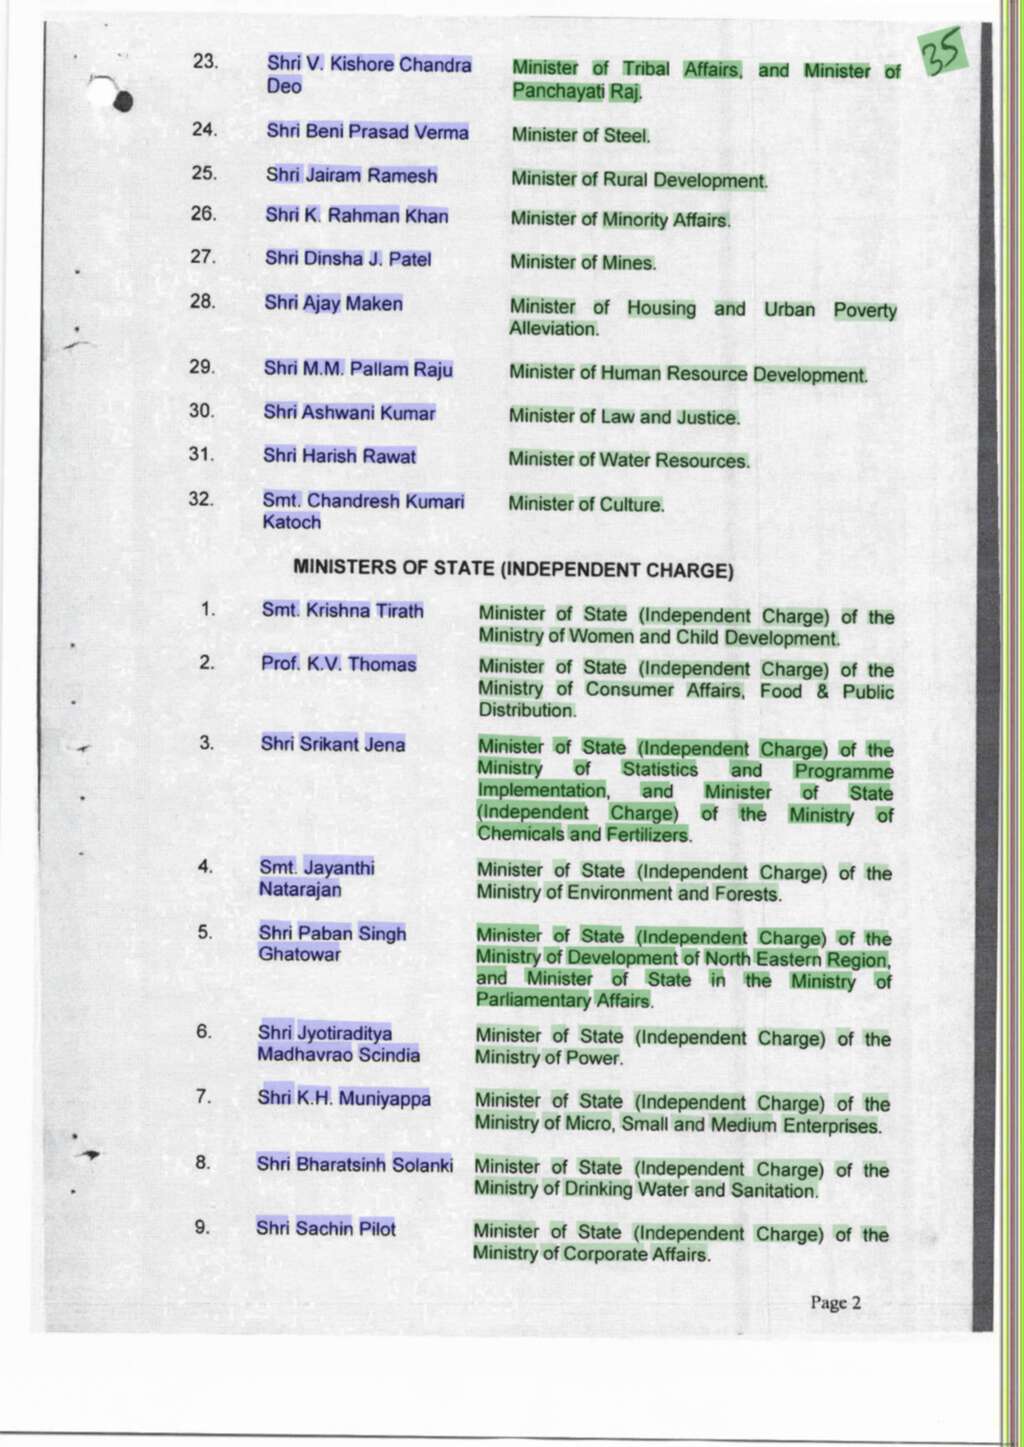 35
23. Shri V. Kishore Chandra Minister of Tribal Affairs, and Minister of
Deo Panchayati Raj.
24. Shri Beni Prasad Verma Minister of Steel.
25. Shri Jairam Ramesh Minister of Rural Development.
26. Shri K. Rahman Khan Minister of Minority Affairs.
27. Shri Dinsha J. Patel Minister of Mines.
28. Shri Ajay Maken Minister of Housing and Urban Poverty
Alleviation.
29. Shri M.M. Pallam Raju Minister of Human Resource Development.
30. Shri Ashwani Kumar Minister of Law and Justice.
31. Shri Harish Rawat Minister of Water Resources.
32. Smt. Chandresh Kumari Minister of Culture.
Katoch
MINISTERS OF STATE (INDEPENDENT CHARGE)
1. Smt. Krishna Tirath Minister of State (Independent Charge) of the
Ministry of Women and Child Development.
2. Prof. K.V. Thomas Minister of State (Independent Charge) of the
Ministry of Consumer Affairs, Food & Public
Distribution.
3. Shri Srikant Jena Minister of State (Independent Charge) of the
Ministry of Statistics and Programme
Implementation, and Minister of State
(Independent Charge) of the Ministry of
Chemicals and Fertilizers.
4. Smt. Jayanthi Minister of State (Independent Charge) of the
Natarajan Ministry of Environment and Forests.
5. Shri Paban Singh Minister of State (Independent Charge) of the
Ghatowar Ministry of Development of North Eastern Region,
and Minister of State in the Ministry of
Parliamentary Affairs.
6. Shri Jyotiraditya Minister of State (Independent Charge) of the
Madhavrao Scindia Ministry of Power.
7. Shri K.H. Muniyappa Minister of State (Independent Charge) of the
Ministry of Micro, Small and Medium Enterprises.
8. Shri Bharatsinh Solanki Minister of State (Independent Charge) of the
Ministry of Drinking Water and Sanitation.
9. Shri Sachin Pilot Minister of State (Independent Charge) of the
Ministry of Corporate Affairs.
Page 2